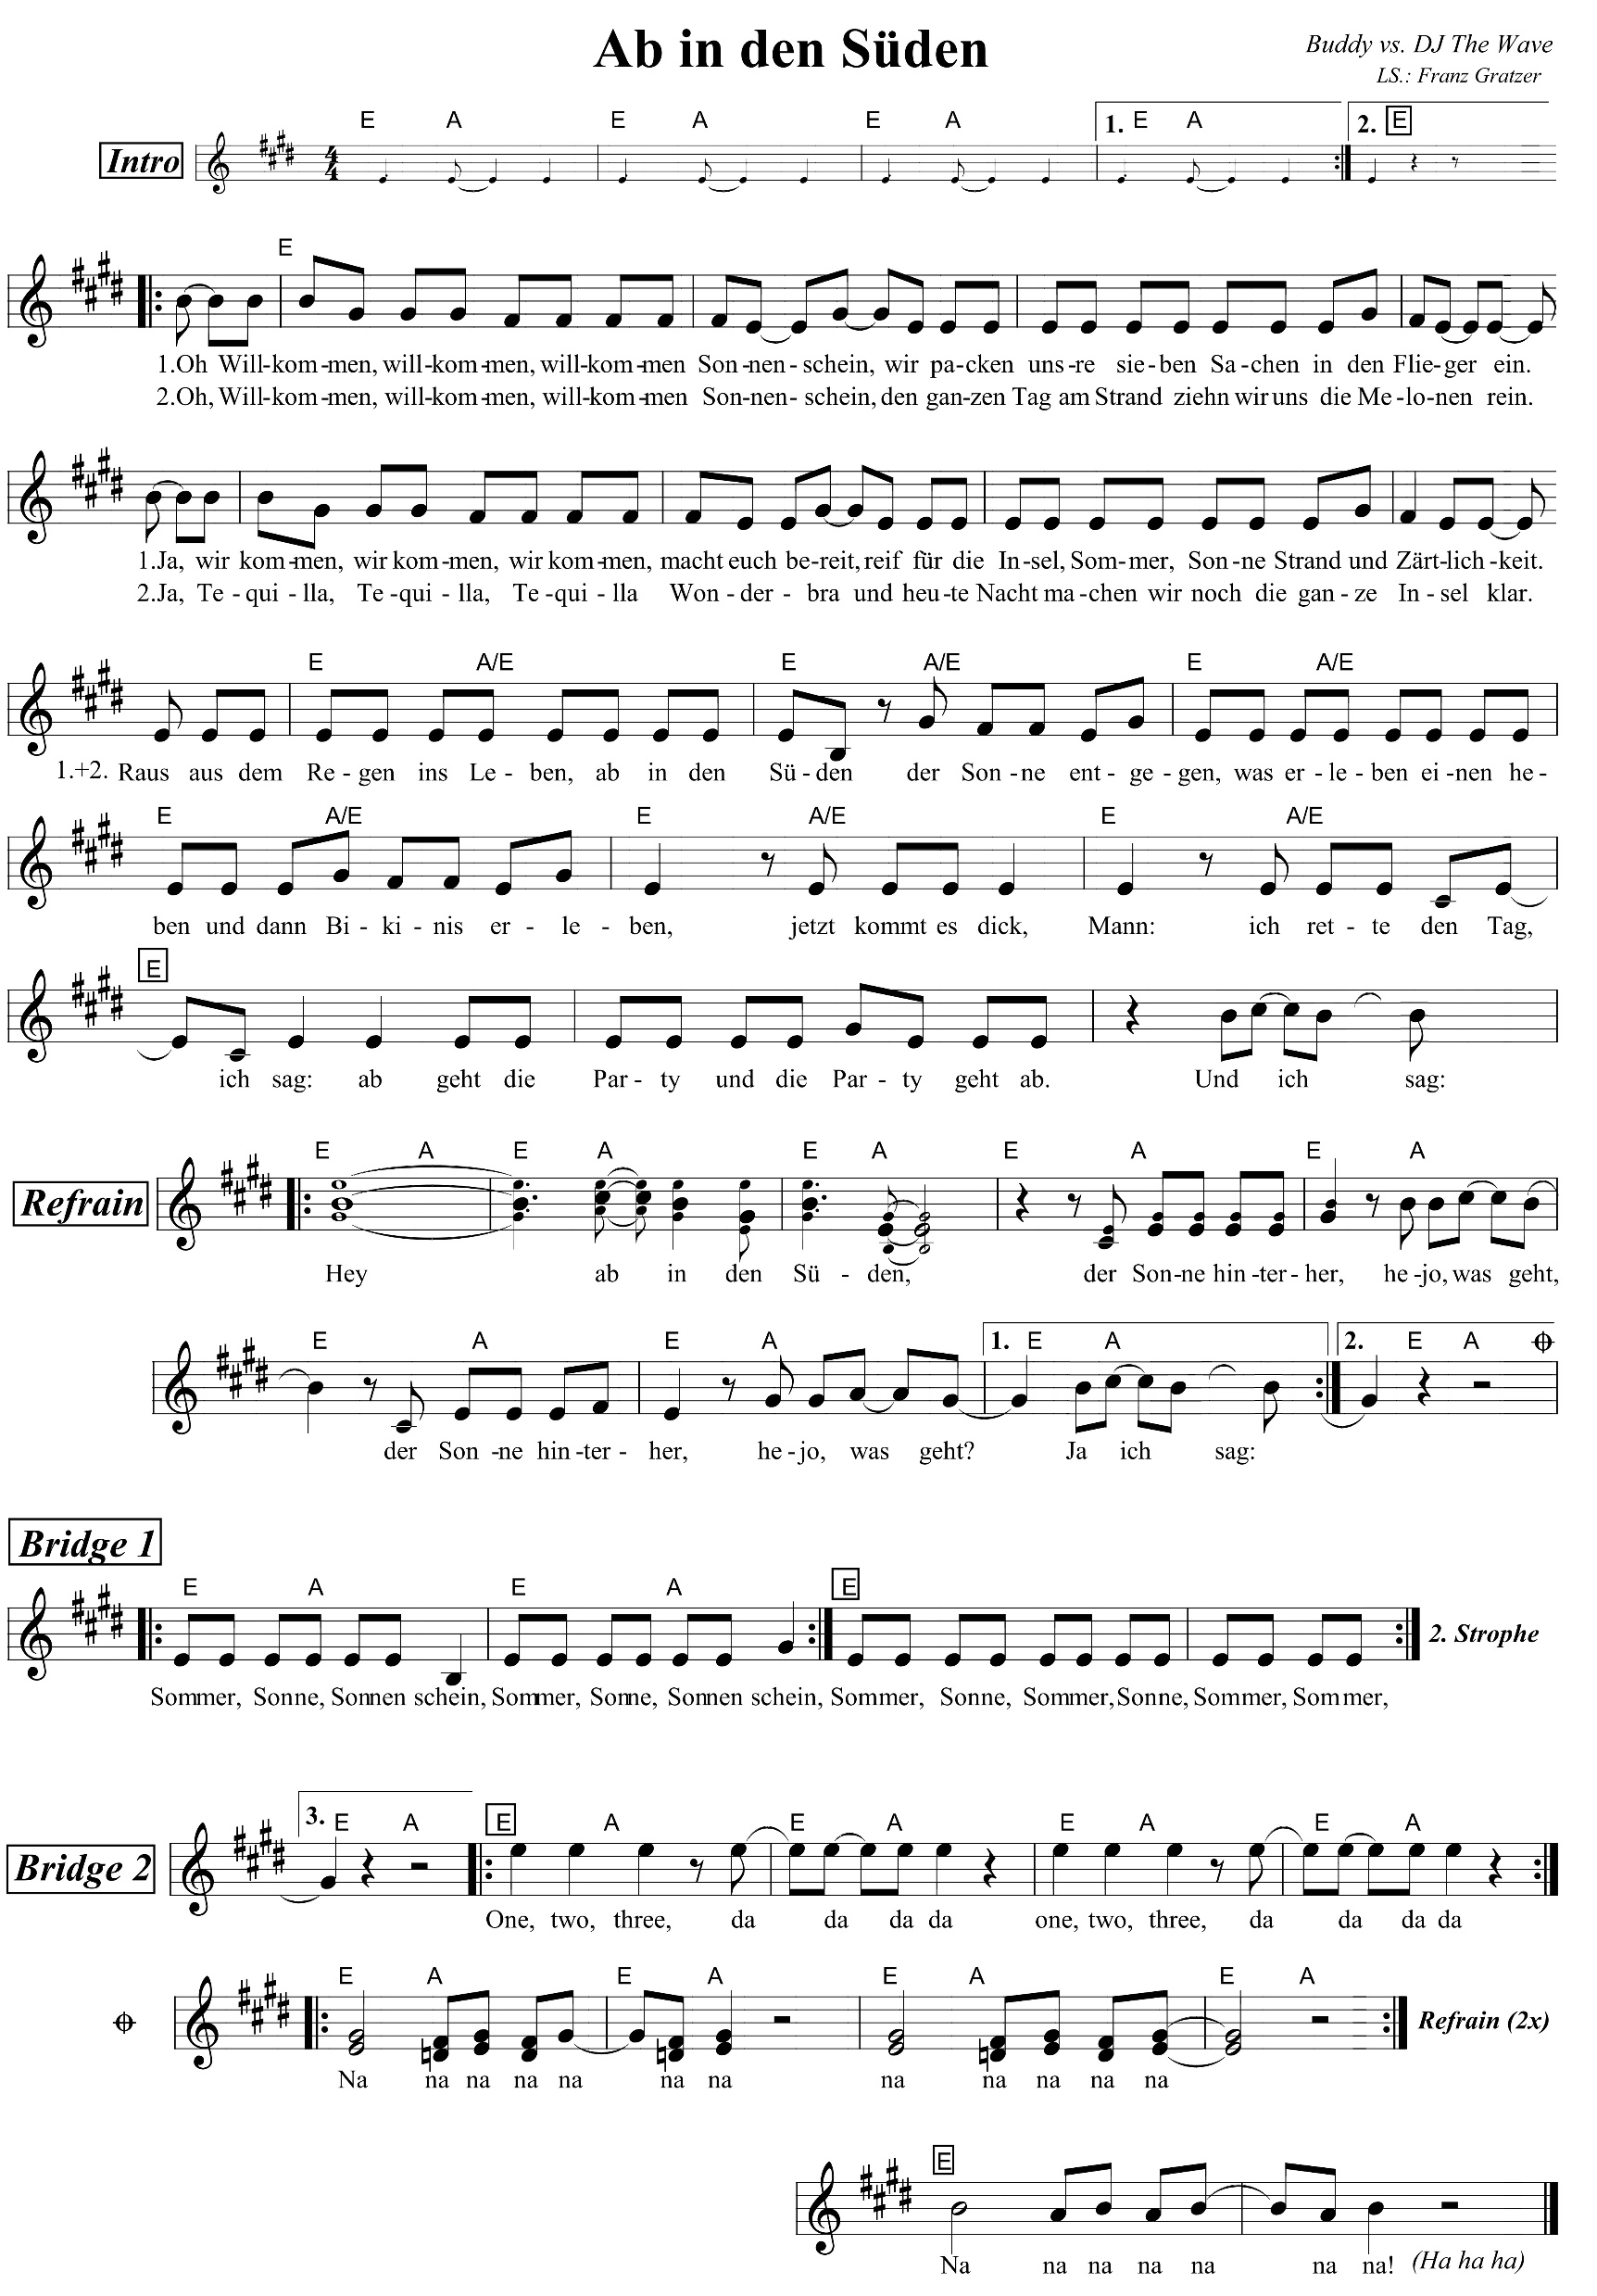 Ab in den Süden
Buddy vs. DJ The Wave
LS.: Franz Gratzer
E A E A E A 1. E A 2. E
Intro
E
1.Oh Will-kom-men, will-kom-men, will-kom-men Son-nen-schein, wir pa-cken uns-re sie-ben Sa-chen in den Flie-ger ein.
2.Oh, Will-kom-men, will-kom-men, will-kom-men Son-nen-schein, den gan-zen Tag am Strand ziehn wir uns die Me-lo-nen rein.
1.Ja, wir kom-men, wir kom-men, wir kom-men, macht euch be-reit, reif für die In-sel, Som-mer, Son-ne Strand und Zärt-lich-keit.
2.Ja, Te-qui-lla, Te-qui-lla, Te-qui-lla Won-der-bra und heu-te Nacht ma-chen wir noch die gan-ze In-sel klar.
E A/E E A/E E A/E
1.+2. Raus aus dem Re-gen ins Le-ben, ab in den Sü-den der Son-ne ent-ge-gen, was er-le-ben ei-nen he-
E A/E E A/E E A/E
ben und dann Bi-ki-nis er-le-ben, jetzt kommt es dick, Mann: ich ret-te den Tag,
E
ich sag: ab geht die Par-ty und die Par-ty geht ab. Und ich sag:
E A E A E A E A E A
Refrain
Hey ab in den Sü-den, der Son-ne hin-ter-her, he-jo, was geht,
E A E A 1. E A 2. E A
der Son-ne hin-ter-her, he-jo, was geht? Ja ich sag:
Bridge 1
E A E A E
2. Strophe
Sommer, Sonne, Sonnen schein, Sommer, Sonne, Sonnen schein, Sommer, Sonne, Sommer, Sonne, Sommer, Sommer,
3. E A E A E A E A E A
Bridge 2
One, two, three, da da da da one, two, three, da da da da
E A E A E A E A
Refrain (2x)
Na na na na na na na na na na na na
E
Na na na na na na na! (Ha ha ha)